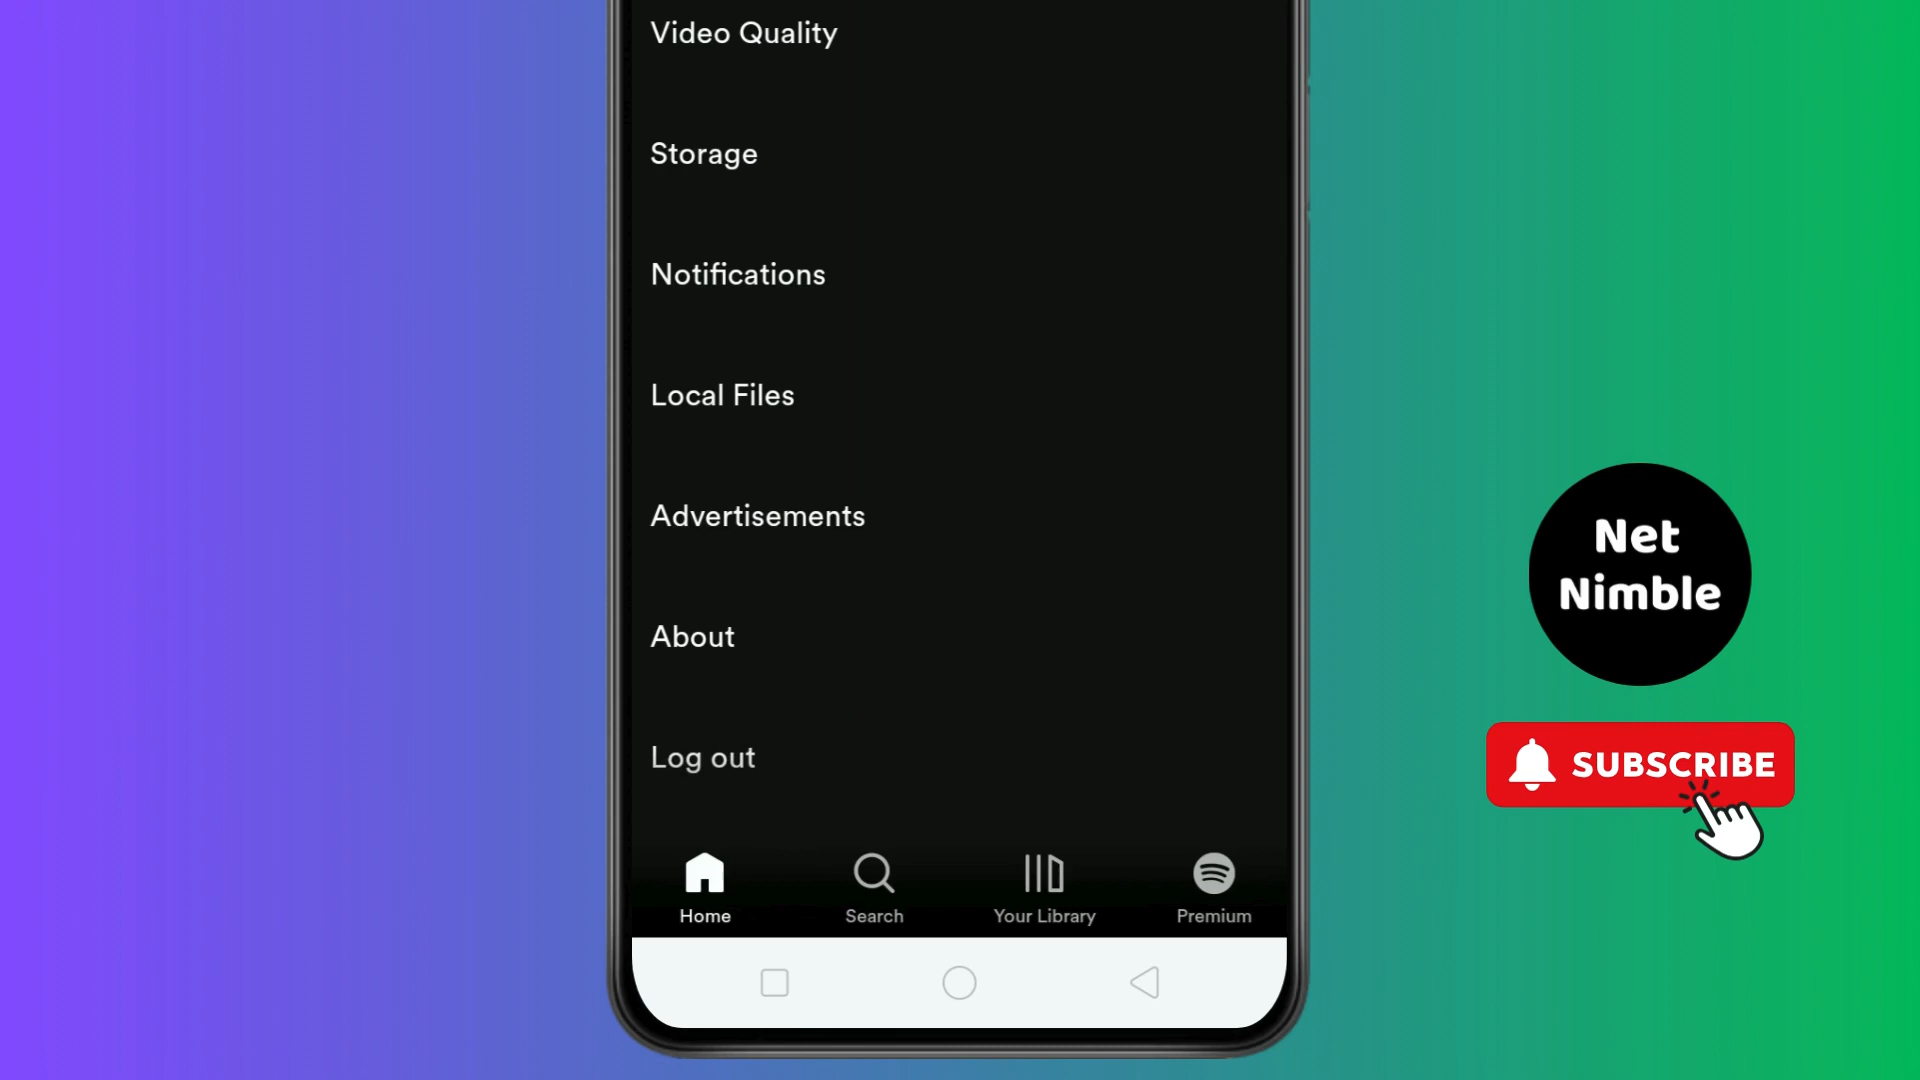 Video Quality
Storage
Notifications
Local Files
Advertisements
About
Log out
Home
Search
Your Library
Premium
Net
Nimble
SUBSCRIBE